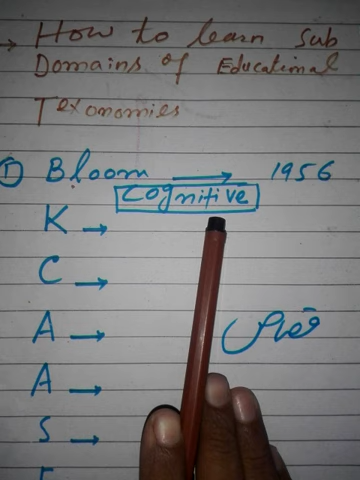 → How to learn Sub
Domains of Educational
Texonomies
① Bloom → 1956
Cognitive
K →
C →
A →
A →
S →